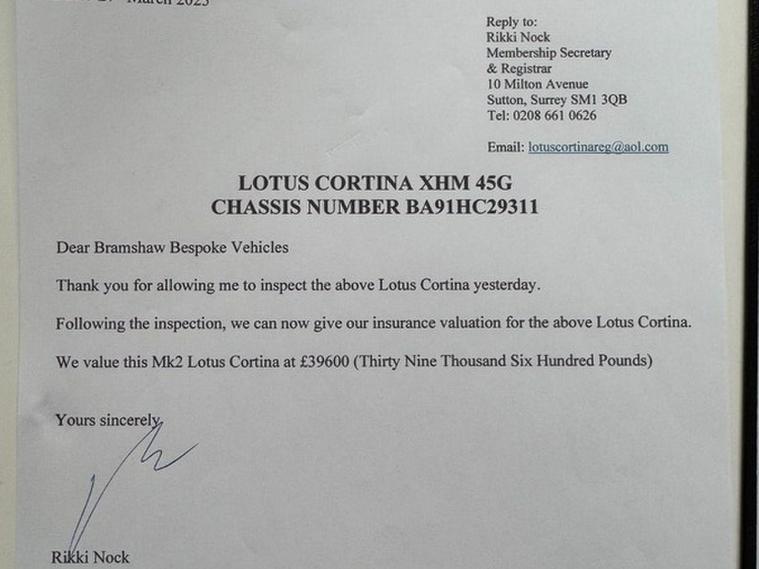 March 2023
Reply to:
Rikki Nock
Membership Secretary
& Registrar
10 Milton Avenue
Sutton, Surrey SM1 3QB
Tel: 0208 661 0626
Email: lotuscortinareg@aol.com
LOTUS CORTINA XHM 45G
CHASSIS NUMBER BA91HC29311
Dear Bramshaw Bespoke Vehicles
Thank you for allowing me to inspect the above Lotus Cortina yesterday.
Following the inspection, we can now give our insurance valuation for the above Lotus Cortina.
We value this Mk2 Lotus Cortina at £39600 (Thirty Nine Thousand Six Hundred Pounds)
Yours sincerely
Rikki Nock